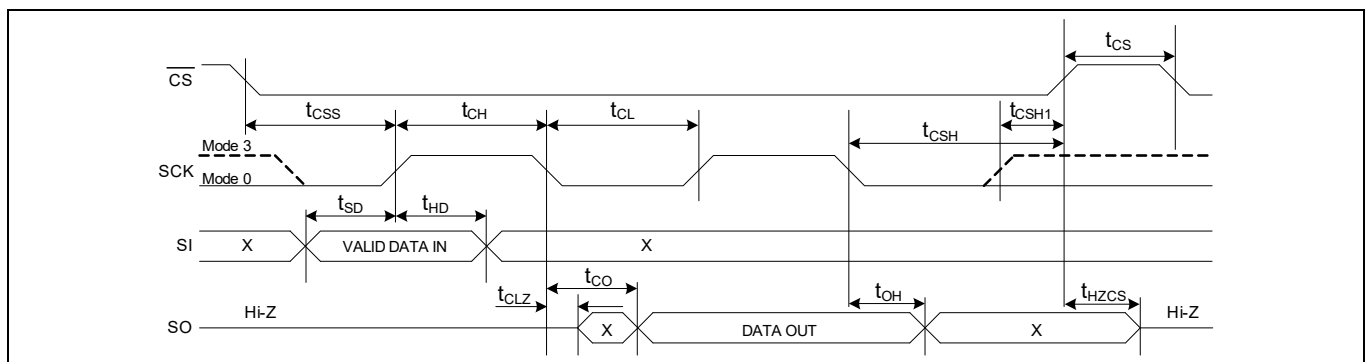 tCS
CS
tCSS tCH tCL tCSH tCSH1
Mode 3
SCK
Mode 0
tSD tHD
SI X VALID DATA IN X
tCLZ tCO tOH tHZCS
SO Hi-Z X DATA OUT X Hi-Z